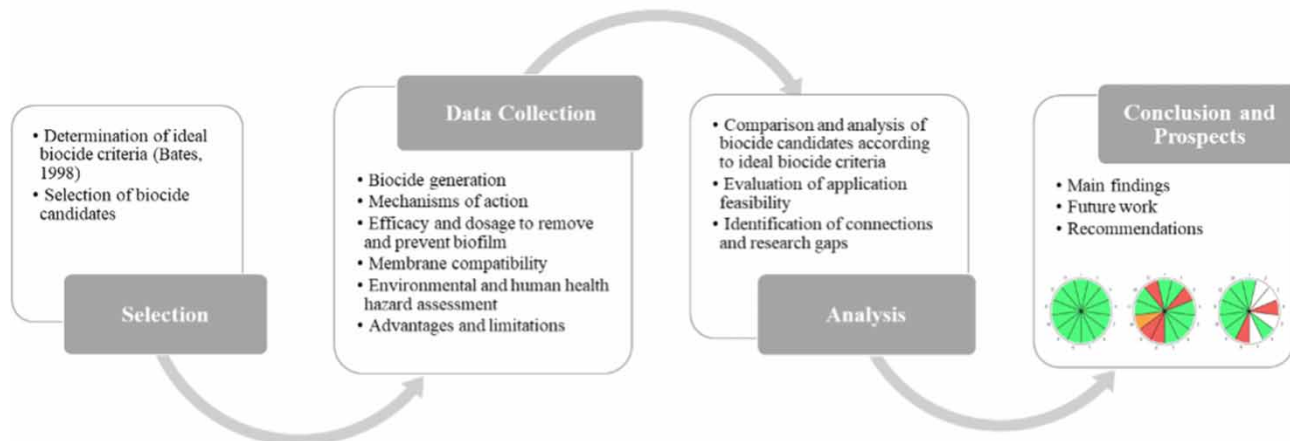 • Determination of ideal
biocide criteria (Bates,
1998)
• Selection of biocide
candidates
Selection
Data Collection
• Biocide generation
• Mechanisms of action
• Efficacy and dosage to remove
and prevent biofilm
• Membrane compatibility
• Environmental and human health
hazard assessment
• Advantages and limitations
• Comparison and analysis of
biocide candidates according
to ideal biocide criteria
• Evaluation of application
feasibility
• Identification of connections
and research gaps
Analysis
Conclusion and
Prospects
• Main findings
• Future work
• Recommendations